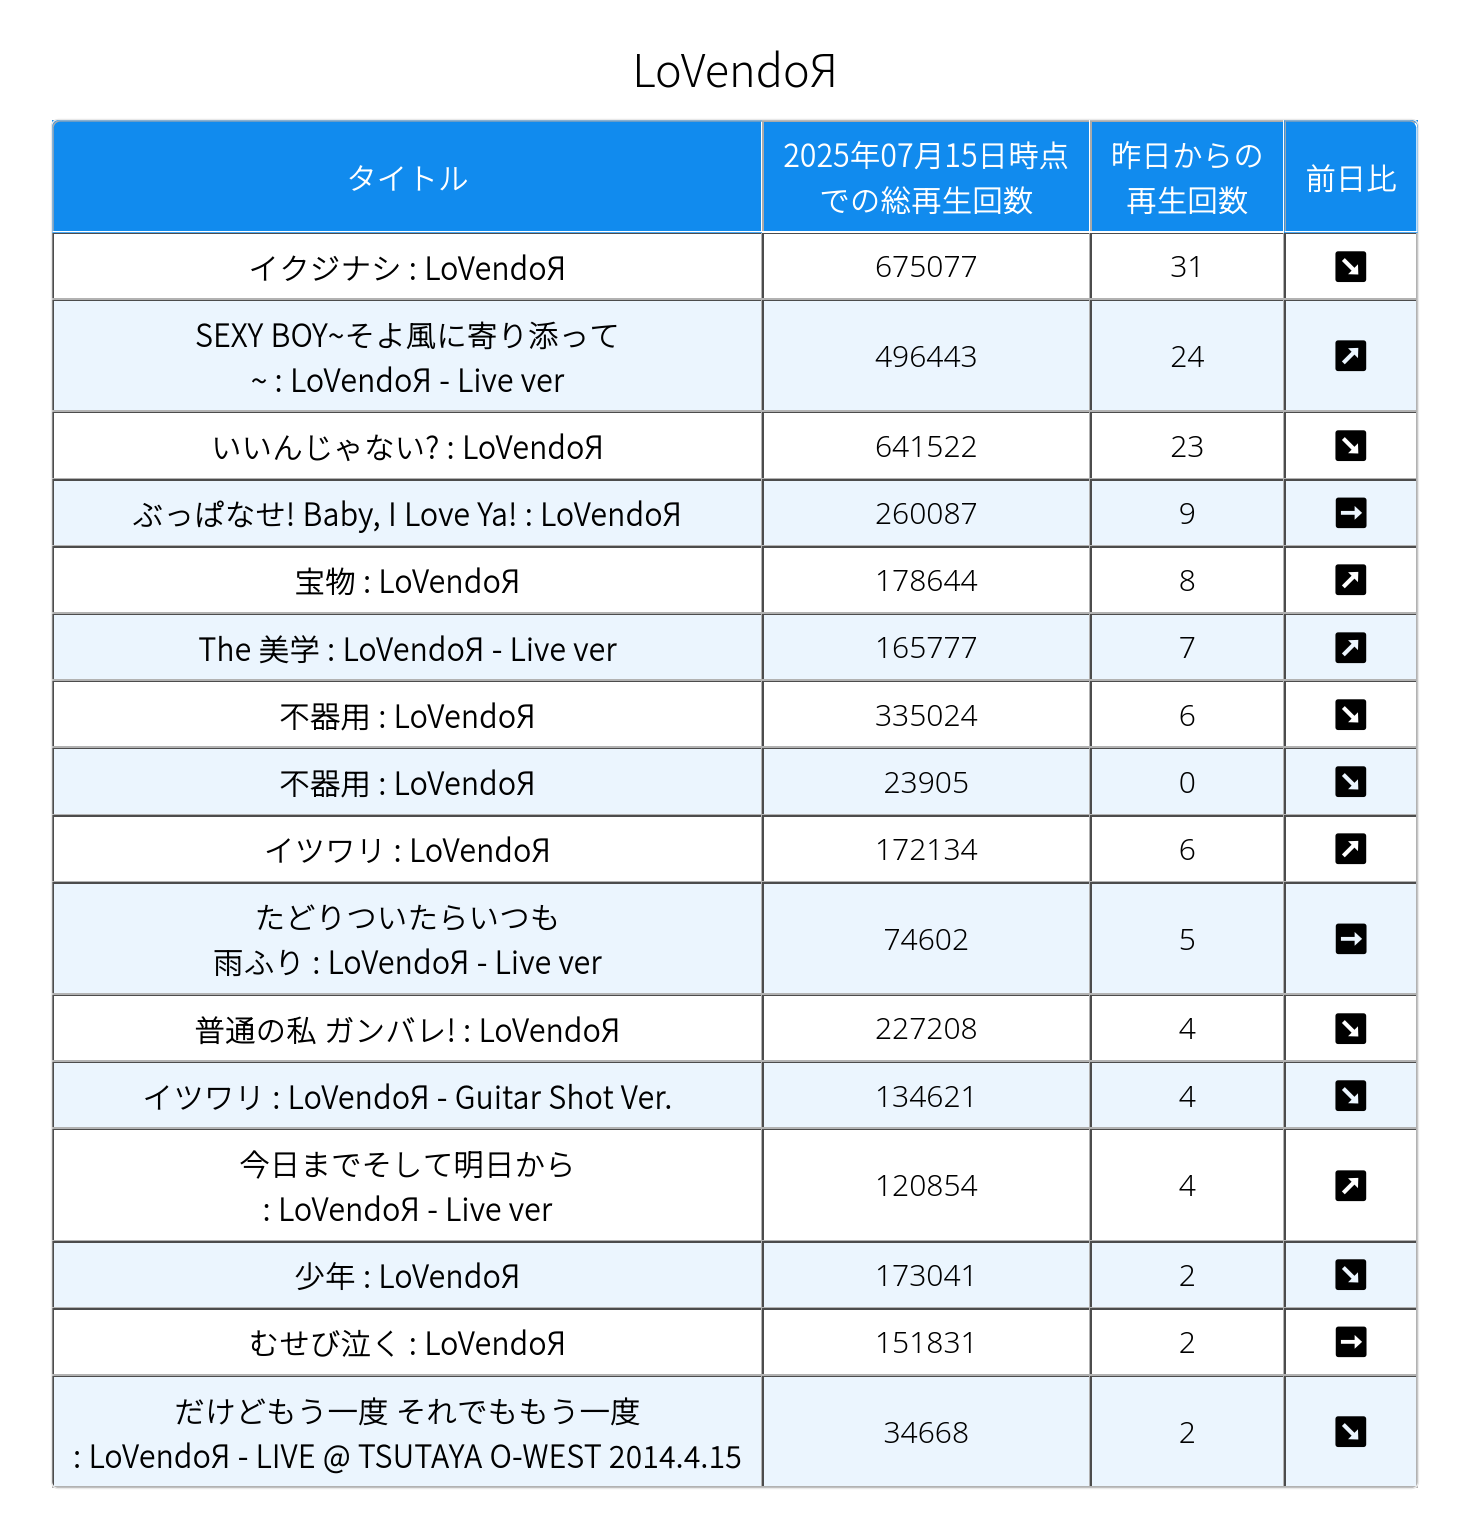 LoVendoЯ
タイトル
2025年07月15日時点
での総再生回数
昨日からの
再生回数
前日比
イクジナシ : LoVendoЯ
675077
31
SEXY BOY~そよ風に寄り添って
~ : LoVendoЯ - Live ver
496443
24
いいんじゃない? : LoVendoЯ
641522
23
ぶっぱなせ! Baby, I Love Ya! : LoVendoЯ
260087
9
宝物 : LoVendoЯ
178644
8
The 美学 : LoVendoЯ - Live ver
165777
7
不器用 : LoVendoЯ
335024
6
不器用 : LoVendoЯ
23905
0
イツワリ : LoVendoЯ
172134
6
たどりついたらいつも
雨ふり : LoVendoЯ - Live ver
74602
5
普通の私 ガンバレ! : LoVendoЯ
227208
4
イツワリ : LoVendoЯ - Guitar Shot Ver.
134621
4
今日までそして明日から
: LoVendoЯ - Live ver
120854
4
少年 : LoVendoЯ
173041
2
むせび泣く : LoVendoЯ
151831
2
だけどもう一度 それでももう一度
: LoVendoЯ - LIVE @ TSUTAYA O-WEST 2014.4.15
34668
2